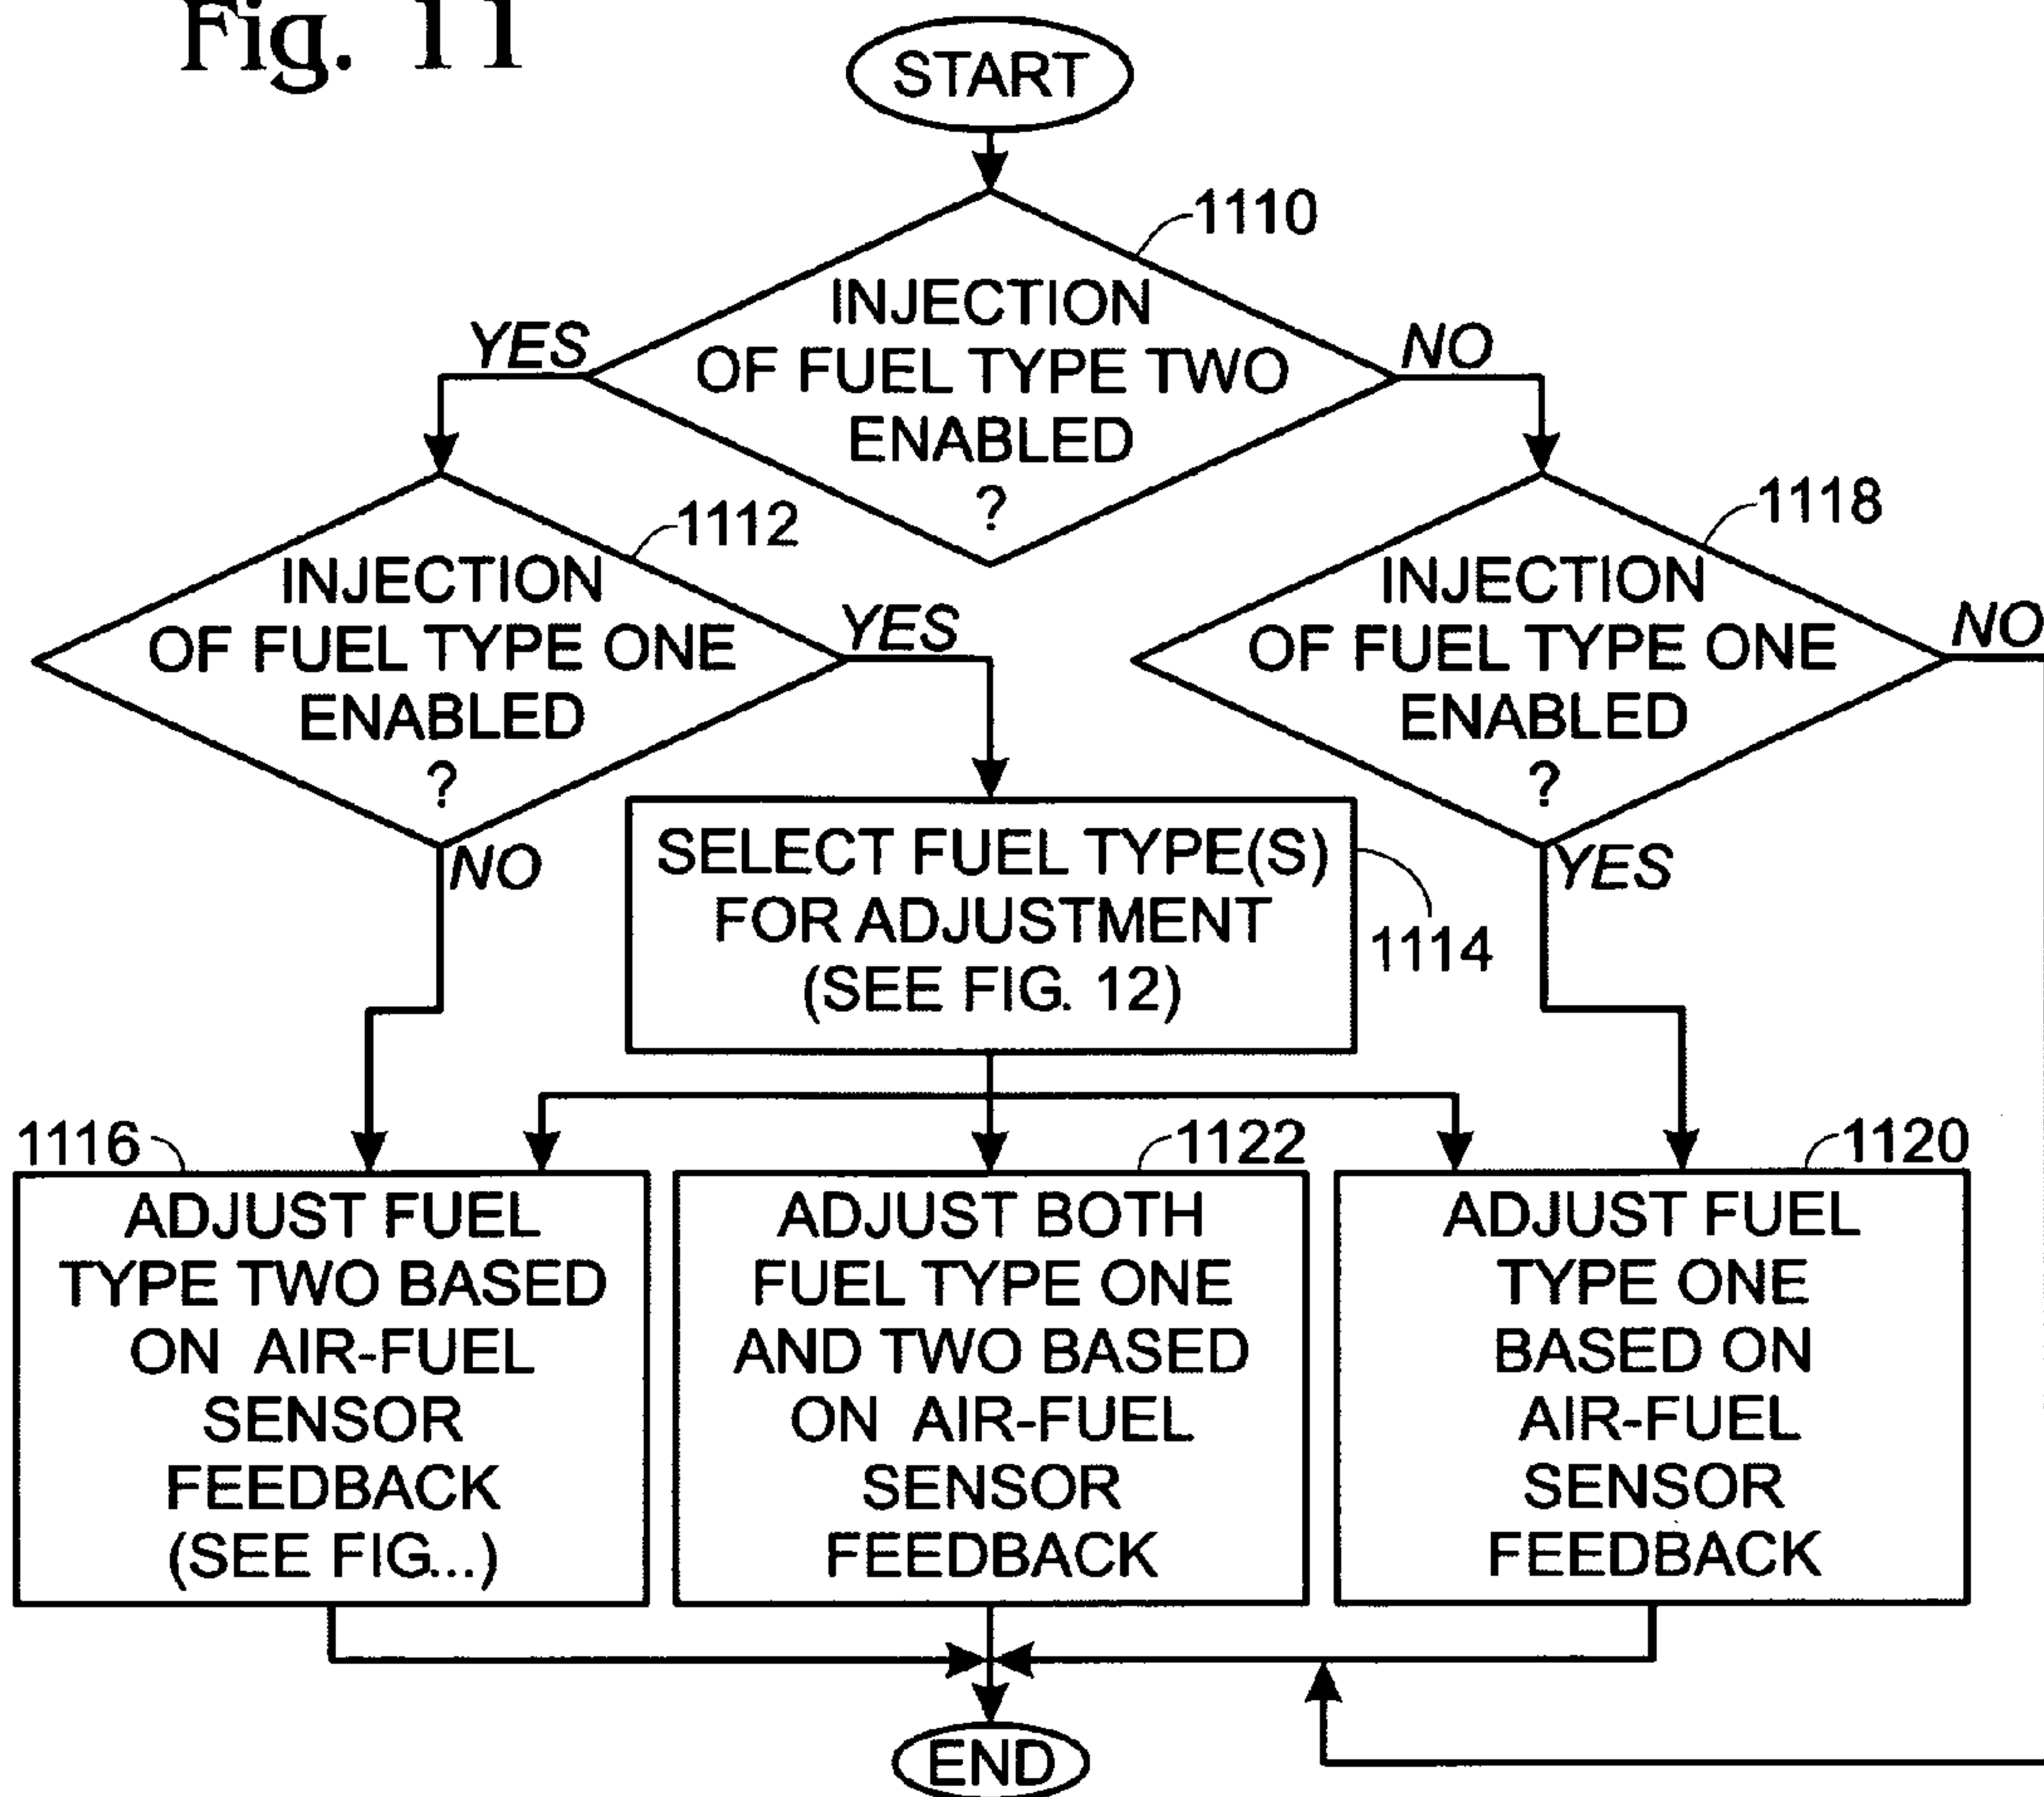 Fig. 11
START
1110
INJECTION
OF FUEL TYPE TWO
ENABLED
?
YES
NO
1112
INJECTION
OF FUEL TYPE ONE
ENABLED
?
YES
NO
1118
INJECTION
OF FUEL TYPE ONE
ENABLED
?
NO
YES
SELECT FUEL TYPE(S)
FOR ADJUSTMENT
(SEE FIG. 12)
1114
1116
ADJUST FUEL
TYPE TWO BASED
ON AIR-FUEL
SENSOR
FEEDBACK
(SEE FIG...)
1122
ADJUST BOTH
FUEL TYPE ONE
AND TWO BASED
ON AIR-FUEL
SENSOR
FEEDBACK
1120
ADJUST FUEL
TYPE ONE
BASED ON
AIR-FUEL
SENSOR
FEEDBACK
END